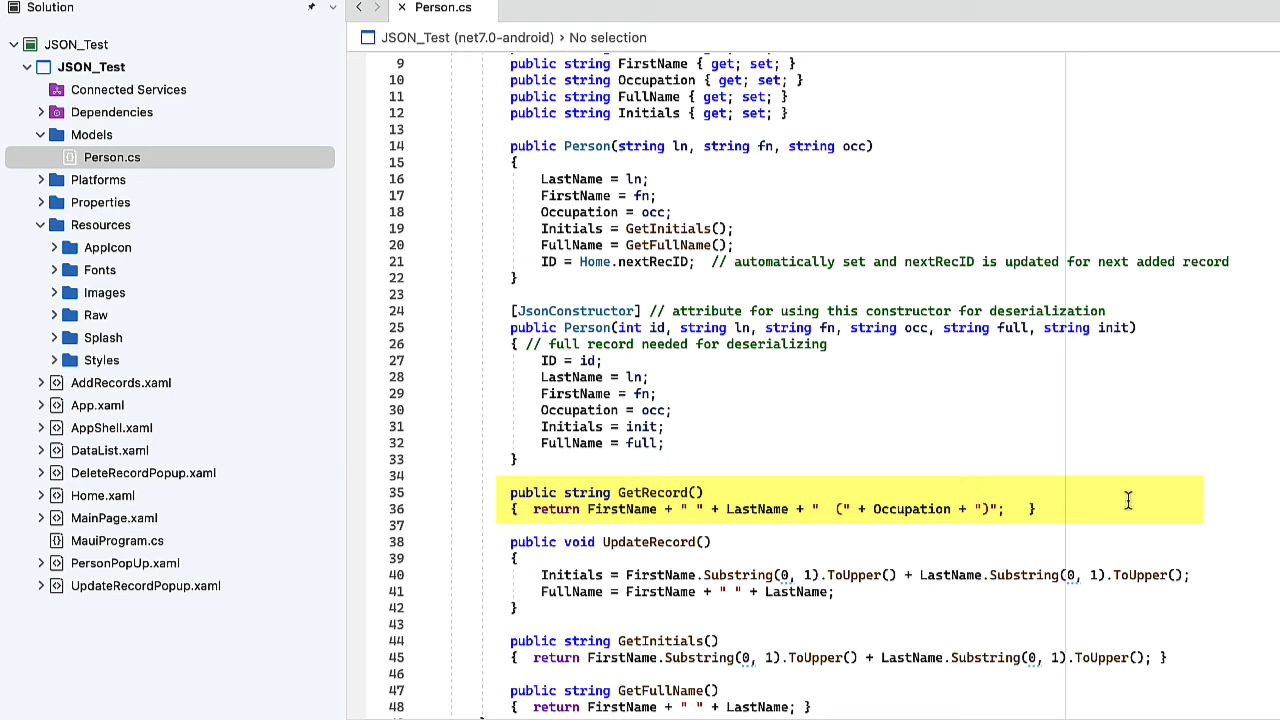 Solution
JSON_Test
JSON_Test
Connected Services
Dependencies
Models
Person.cs
Platforms
Properties
Resources
AppIcon
Fonts
Images
Raw
Splash
Styles
AddRecords.xaml
App.xaml
AppShell.xaml
DataList.xaml
DeleteRecordPopup.xaml
Home.xaml
MainPage.xaml
MauiProgram.cs
PersonPopUp.xaml
UpdateRecordPopup.xaml
Person.cs
JSON_Test (net7.0-android) › No selection
9 public string FirstName { get; set; }
10 public string Occupation { get; set; }
11 public string FullName { get; set; }
12 public string Initials { get; set; }
13
14 public Person(string ln, string fn, string occ)
15 {
16 LastName = ln;
17 FirstName = fn;
18 Occupation = occ;
19 Initials = GetInitials();
20 FullName = GetFullName();
21 ID = Home.nextRecID; // automatically set and nextRecID is updated for next added record
22 }
23
24 [JsonConstructor] // attribute for using this constructor for deserialization
25 public Person(int id, string ln, string fn, string occ, string full, string init)
26 { // full record needed for deserializing
27 ID = id;
28 LastName = ln;
29 FirstName = fn;
30 Occupation = occ;
31 Initials = init;
32 FullName = full;
33 }
34
35 public string GetRecord()
36 { return FirstName + " " + LastName + " (" + Occupation + ")"; }
37
38 public void UpdateRecord()
39 {
40 Initials = FirstName.Substring(0, 1).ToUpper() + LastName.Substring(0, 1).ToUpper();
41 FullName = FirstName + " " + LastName;
42 }
43
44 public string GetInitials()
45 { return FirstName.Substring(0, 1).ToUpper() + LastName.Substring(0, 1).ToUpper(); }
46
47 public string GetFullName()
48 { return FirstName + " " + LastName; }